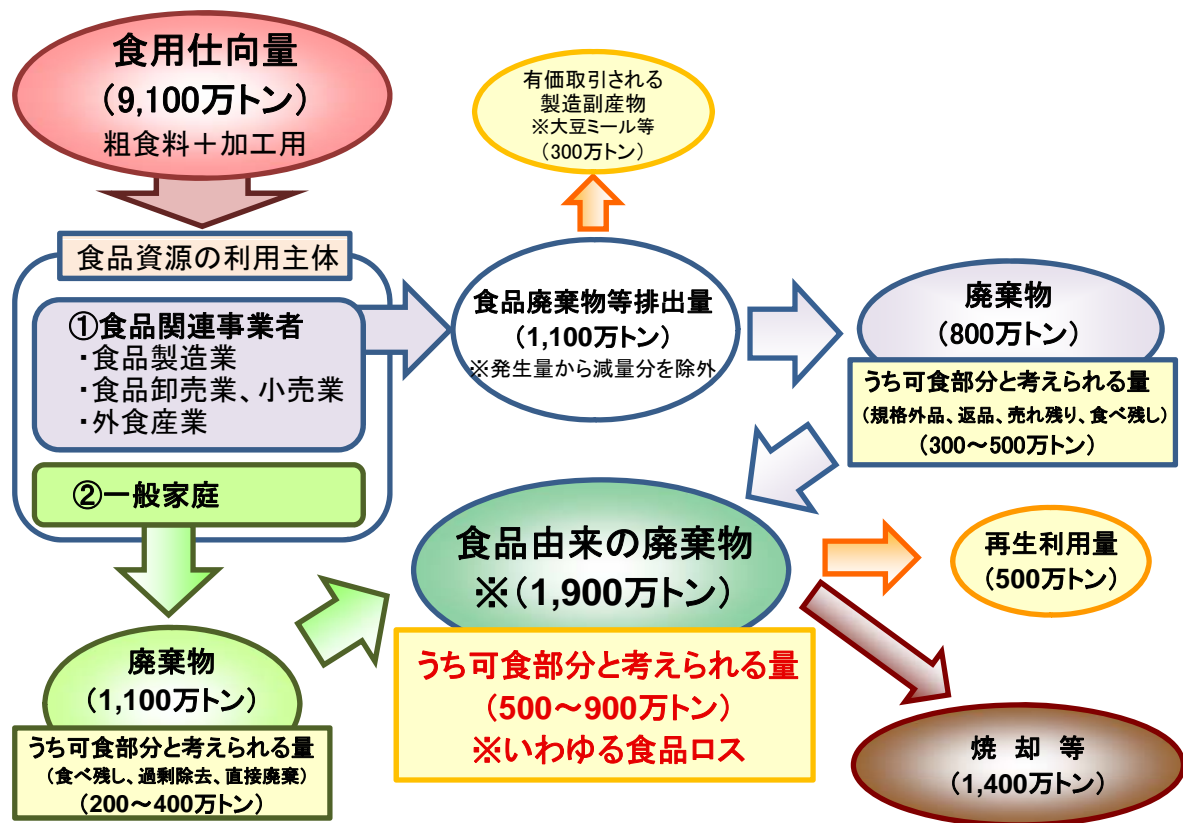 食用仕向量
（9,100万トン）
粗食料＋加工用
有価取引される
製造副産物
※大豆ミール等
（300万トン）
食品資源の利用主体
①食品関連事業者
・食品製造業
・食品卸売業、小売業
・外食産業
②一般家庭
食品廃棄物等排出量
（1,100万トン）
※発生量から減量分を除外
廃棄物
（800万トン）
うち可食部分と考えられる量
（規格外品、返品、売れ残り、食べ残し）
（300～500万トン）
食品由来の廃棄物
※（1,900万トン）
うち可食部分と考えられる量
（500～900万トン）
※いわゆる食品ロス
再生利用量
（500万トン）
廃棄物
（1,100万トン）
うち可食部分と考えられる量
（食べ残し、過剰除去、直接廃棄）
（200～400万トン）
焼 却 等
（1,400万トン）